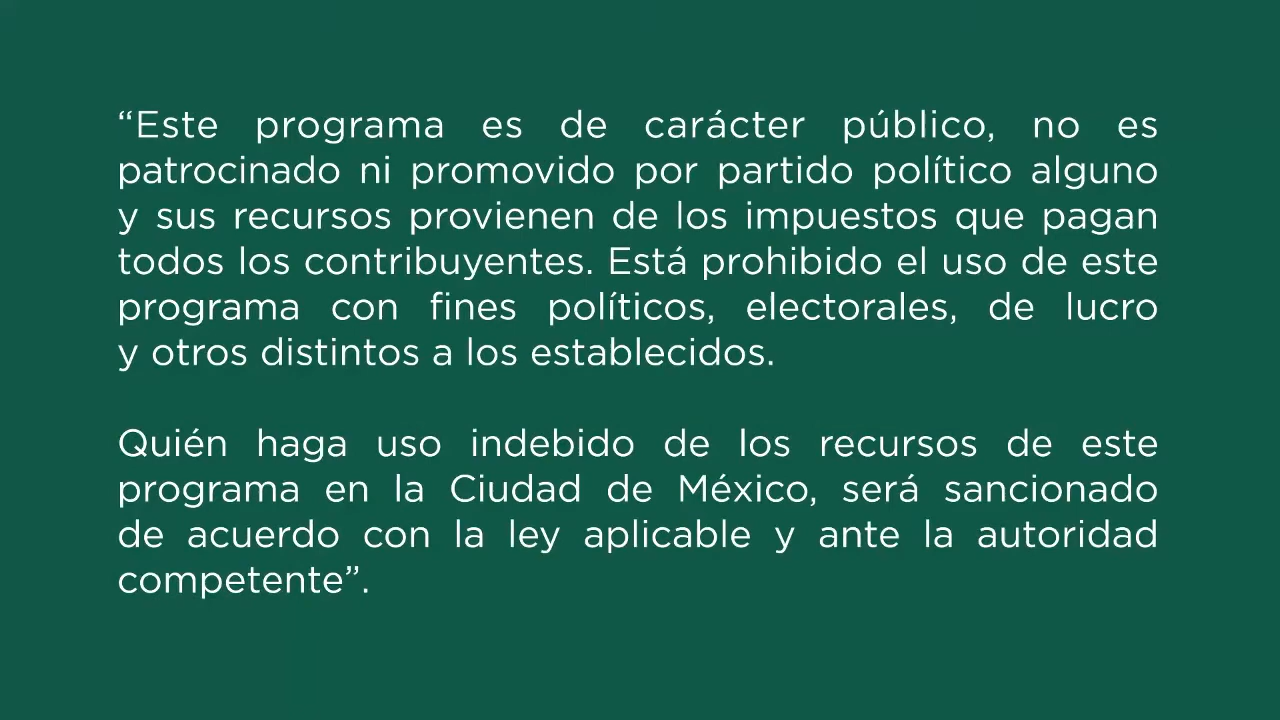 “Este programa es de carácter público, no es
patrocinado ni promovido por partido político alguno
y sus recursos provienen de los impuestos que pagan
todos los contribuyentes. Está prohibido el uso de este
programa con fines políticos, electorales, de lucro
y otros distintos a los establecidos.
Quién haga uso indebido de los recursos de este
programa en la Ciudad de México, será sancionado
de acuerdo con la ley aplicable y ante la autoridad
competente”.